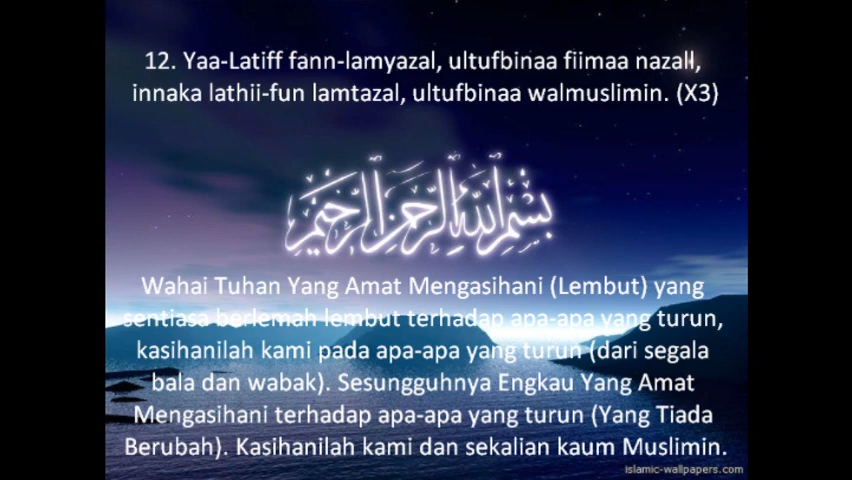 12. Yaa-Latiff fann-lamyazal, ultufbinaa fiimaa nazall,
innaka lathii-fun lamtazal, ultufbinaa walmuslimin. (X3)
بسم الله الرحمن الرحيم
Wahai Tuhan Yang Amat Mengasihani (Lembut) yang
sentiasa berlemah lembut terhadap apa-apa yang turun,
kasihanilah kami pada apa-apa yang turun (dari segala
bala dan wabak). Sesungguhnya Engkau Yang Amat
Mengasihani terhadap apa-apa yang turun (Yang Tiada
Berubah). Kasihanilah kami dan sekalian kaum Muslimin.
islamic-wallpapers.com